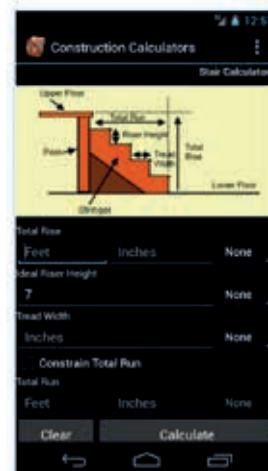 12:5
Construction Calculators
Stair Calculator
Upper Floor
Total Run
Riser Height
Total Rise
Tread Width
Lower Floor
Stringer
Total Rise
Feet Inches None
Ideal Riser Height
7 None
Tread Width
Inches None
Constrain Total Run
Total Run
Feet Inches None
Clear Calculate